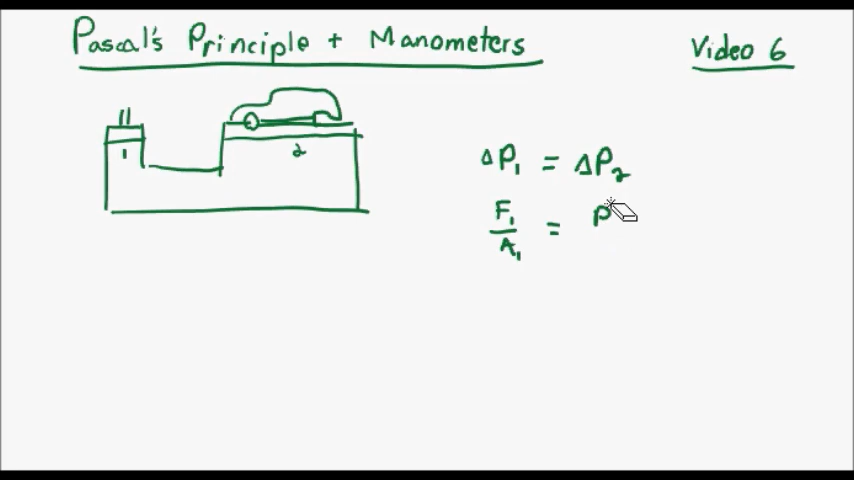 Pascal's Principle + Manometers
Video 6
1
2
ΔP₁ = ΔP₂
F₁/A₁ = P